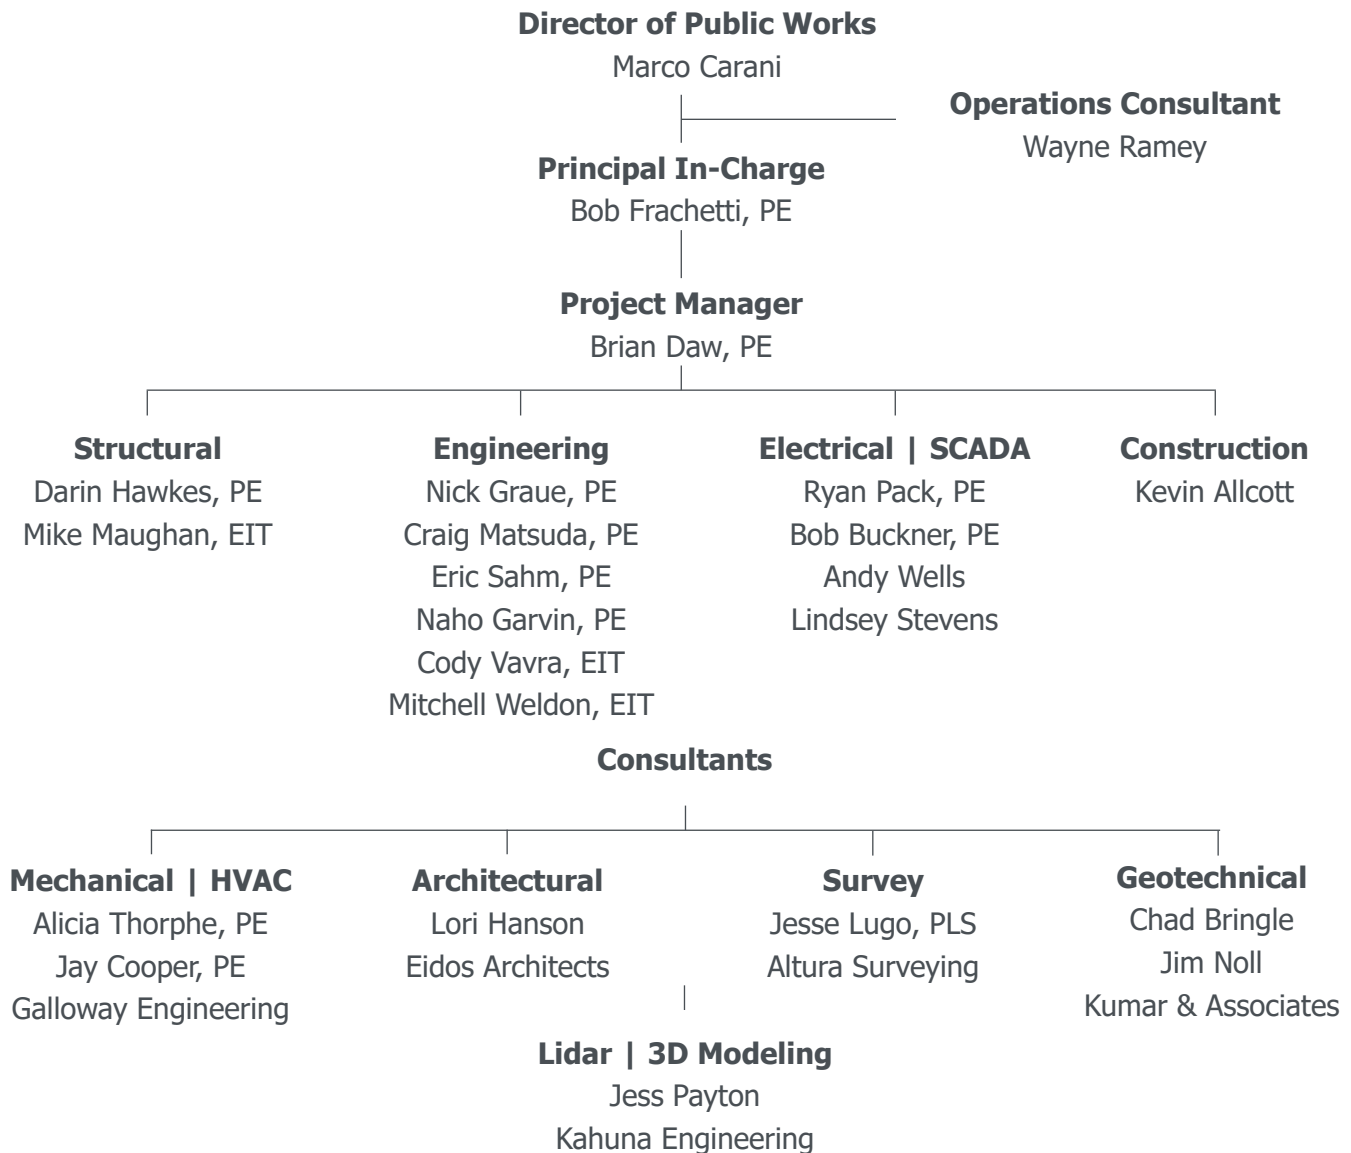 Director of Public Works
Marco Carani
Operations Consultant
Wayne Ramey
Principal In-Charge
Bob Frachetti, PE
Project Manager
Brian Daw, PE
Structural
Darin Hawkes, PE
Mike Maughan, EIT
Engineering
Nick Graue, PE
Craig Matsuda, PE
Eric Sahm, PE
Naho Garvin, PE
Cody Vavra, EIT
Mitchell Weldon, EIT
Electrical | SCADA
Ryan Pack, PE
Bob Buckner, PE
Andy Wells
Lindsey Stevens
Construction
Kevin Allcott
Consultants
Mechanical | HVAC
Alicia Thorphe, PE
Jay Cooper, PE
Galloway Engineering
Architectural
Lori Hanson
Eidos Architects
Survey
Jesse Lugo, PLS
Altura Surveying
Geotechnical
Chad Bringle
Jim Noll
Kumar & Associates
Lidar | 3D Modeling
Jess Payton
Kahuna Engineering